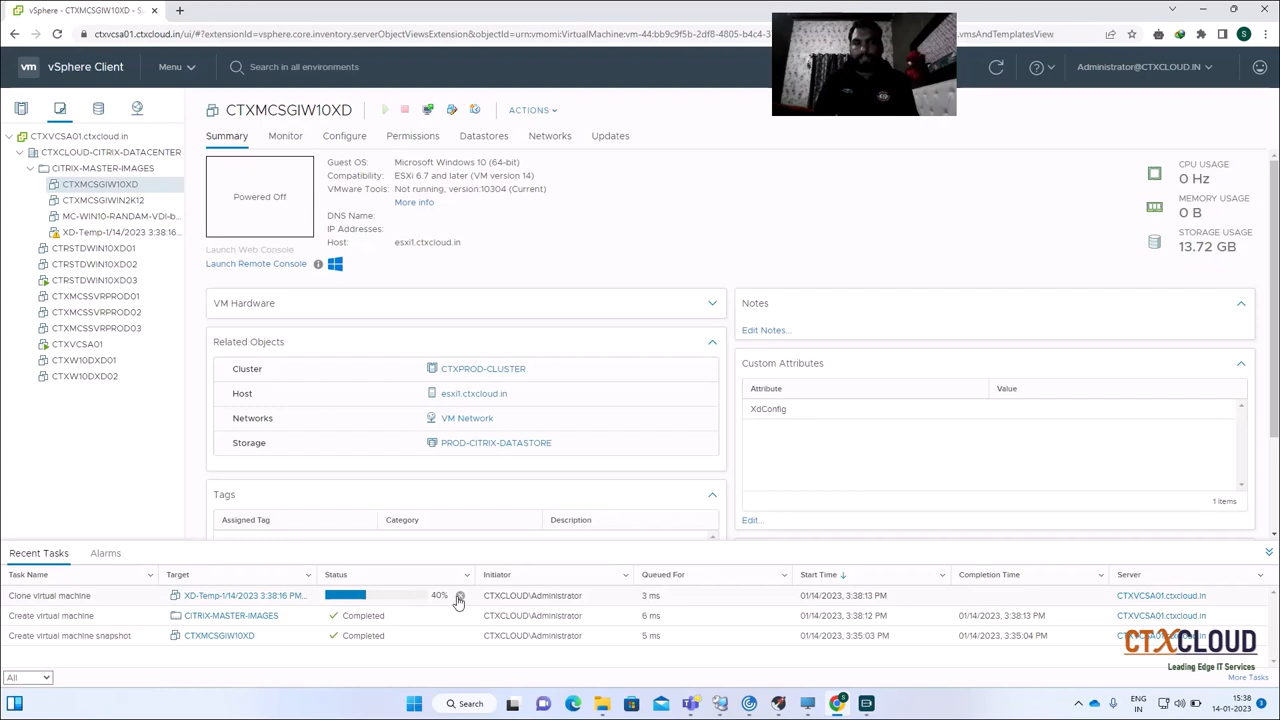 vSphere - CTXMCSGIW10XD - S
ctxvcsa01.ctxcloud.in/ui/#?extensionId=vsphere.core.inventory.serverObjectViewsExtension&objectId=urn:vmomi:VirtualMachine:vm-44:bb9c9f5b-2df8-4805-b4c4-3
vmsAndTemplatesView
vm vSphere Client Menu Search in all environments Administrator@CTXCLOUD.IN
CTXMCSGIW10XD ACTIONS
Summary Monitor Configure Permissions Datastores Networks Updates
CTXVCSA01.ctxcloud.in
CTXCLOUD-CITRIX-DATACENTER
CITRIX-MASTER-IMAGES
CTXMCSGIW10XD
CTXMCSGIWIN2K12
MC-WIN10-RANDAM-VDI-b...
XD-Temp-1/14/2023 3:38:16...
CTRSTDWIN10XD01
CTRSTDWIN10XD02
CTRSTDWIN10XD03
CTXMCSSVRPROD01
CTXMCSSVRPROD02
CTXMCSSVRPROD03
CTXVCSA01
CTXW10DXD01
CTXW10DXD02
Powered Off
Launch Web Console
Launch Remote Console
Guest OS: Microsoft Windows 10 (64-bit)
Compatibility: ESXi 6.7 and later (VM version 14)
VMware Tools: Not running, version:10304 (Current)
More info
DNS Name:
IP Addresses:
Host: esxi1.ctxcloud.in
CPU USAGE
0 Hz
MEMORY USAGE
0 B
STORAGE USAGE
13.72 GB
VM Hardware
Related Objects
Cluster CTXPROD-CLUSTER
Host esxi1.ctxcloud.in
Networks VM Network
Storage PROD-CITRIX-DATASTORE
Tags
Assigned Tag Category Description
Notes
Edit Notes...
Custom Attributes
Attribute Value
XdConfig
1 items
Edit...
Recent Tasks Alarms
Task Name Target Status Initiator Queued For Start Time Completion Time Server
Clone virtual machine XD-Temp-1/14/2023 3:38:16 PM... 40% CTXCLOUD\Administrator 3 ms 01/14/2023, 3:38:13 PM CTXVCSA01.ctxcloud.in
Create virtual machine CITRIX-MASTER-IMAGES Completed CTXCLOUD\Administrator 6 ms 01/14/2023, 3:38:12 PM 01/14/2023, 3:38:13 PM CTXVCSA01.ctxcloud.in
Create virtual machine snapshot CTXMCSGIW10XD Completed CTXCLOUD\Administrator 5 ms 01/14/2023, 3:35:03 PM 01/14/2023, 3:35:04 PM
CTXCLOUD
Leading Edge IT Services
All More Tasks
Search ENG IN 15:38 14-01-2023